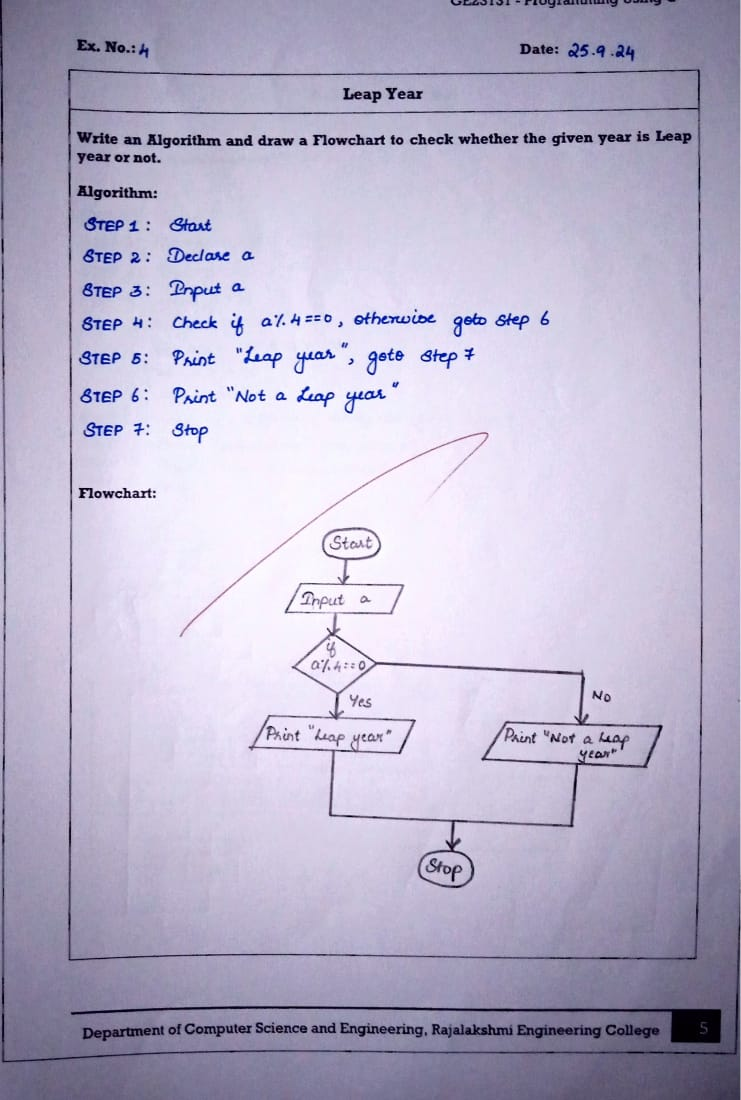 GE23131 - Programming Using C
Ex. No.: 4
Date: 25.9.24
Leap Year
Write an Algorithm and draw a Flowchart to check whether the given year is Leap
year or not.
Algorithm:
STEP 1 : Start
STEP 2 : Declare a
STEP 3 : Input a
STEP 4 : Check if a%4==0, otherwise goto step 6
STEP 5 : Print "Leap year", goto step 7
STEP 6 : Print "Not a Leap year"
STEP 7 : Stop
Flowchart:
Start
Input a
if
a%4==0
Yes
No
Print "Leap year"
Print "Not a Leap
year"
Stop
Department of Computer Science and Engineering, Rajalakshmi Engineering College
5